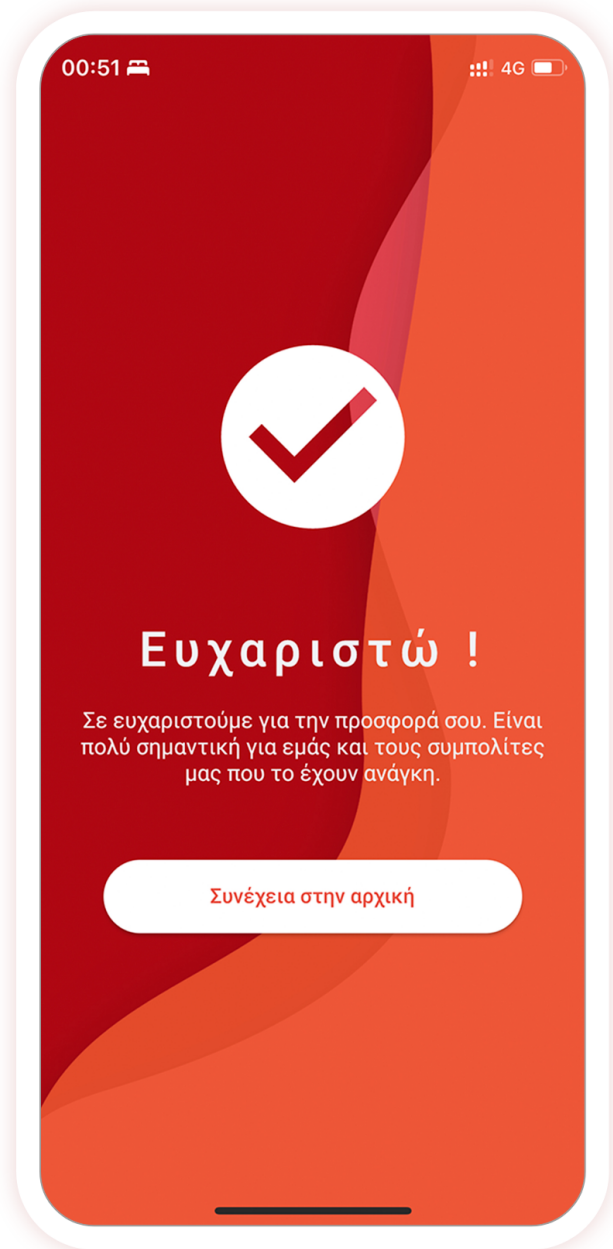 00:51
4G
Ευχαριστώ !
Σε ευχαριστούμε για την προσφορά σου. Είναι
πολύ σημαντική για εμάς και τους συμπολίτες
μας που το έχουν ανάγκη.
Συνέχεια στην αρχική